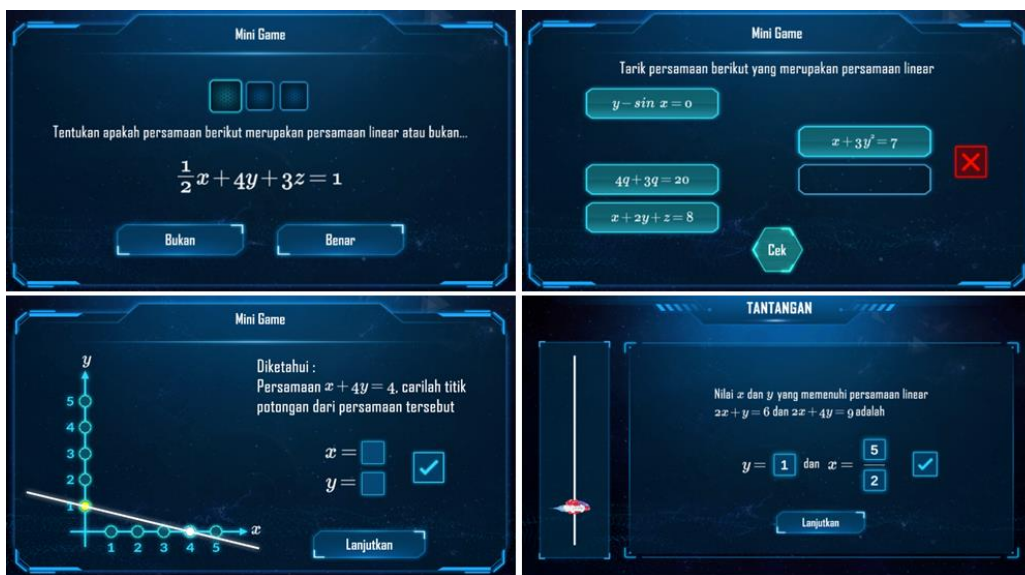 Mini Game
Tentukan apakah persamaan berikut merupakan persamaan linear atau bukan...
½x + 4y + 3z = 1
Bukan
Benar
Mini Game
Tarik persamaan berikut yang merupakan persamaan linear
y − sin x = 0
x + 3y² = 7
4q + 3q = 20
x + 2y + z = 8
Cek
Mini Game
y
5
4
3
2
1
1 2 3 4 5
x
Diketahui :
Persamaan x + 4y = 4, carilah titik
potongan dari persamaan tersebut
x =
y =
Lanjutkan
TANTANGAN
Nilai x dan y yang memenuhi persamaan linear
2x + y = 6 dan 2x + 4y = 9 adalah
y = 1 dan x = 5/2
Lanjutkan